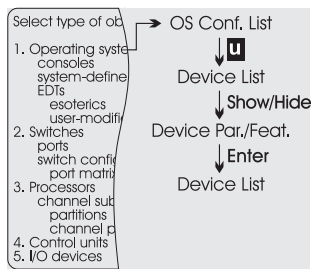 Select type of ob
1. Operating syste
consoles
system-define
EDTs
esoterics
user-modifi
2. Switches
ports
switch config
port matrix
3. Processors
channel sub
partitions
channel p
4. Control units
5. I/O devices
OS Conf. List
u
Device List
Show/Hide
Device Par./Feat.
Enter
Device List